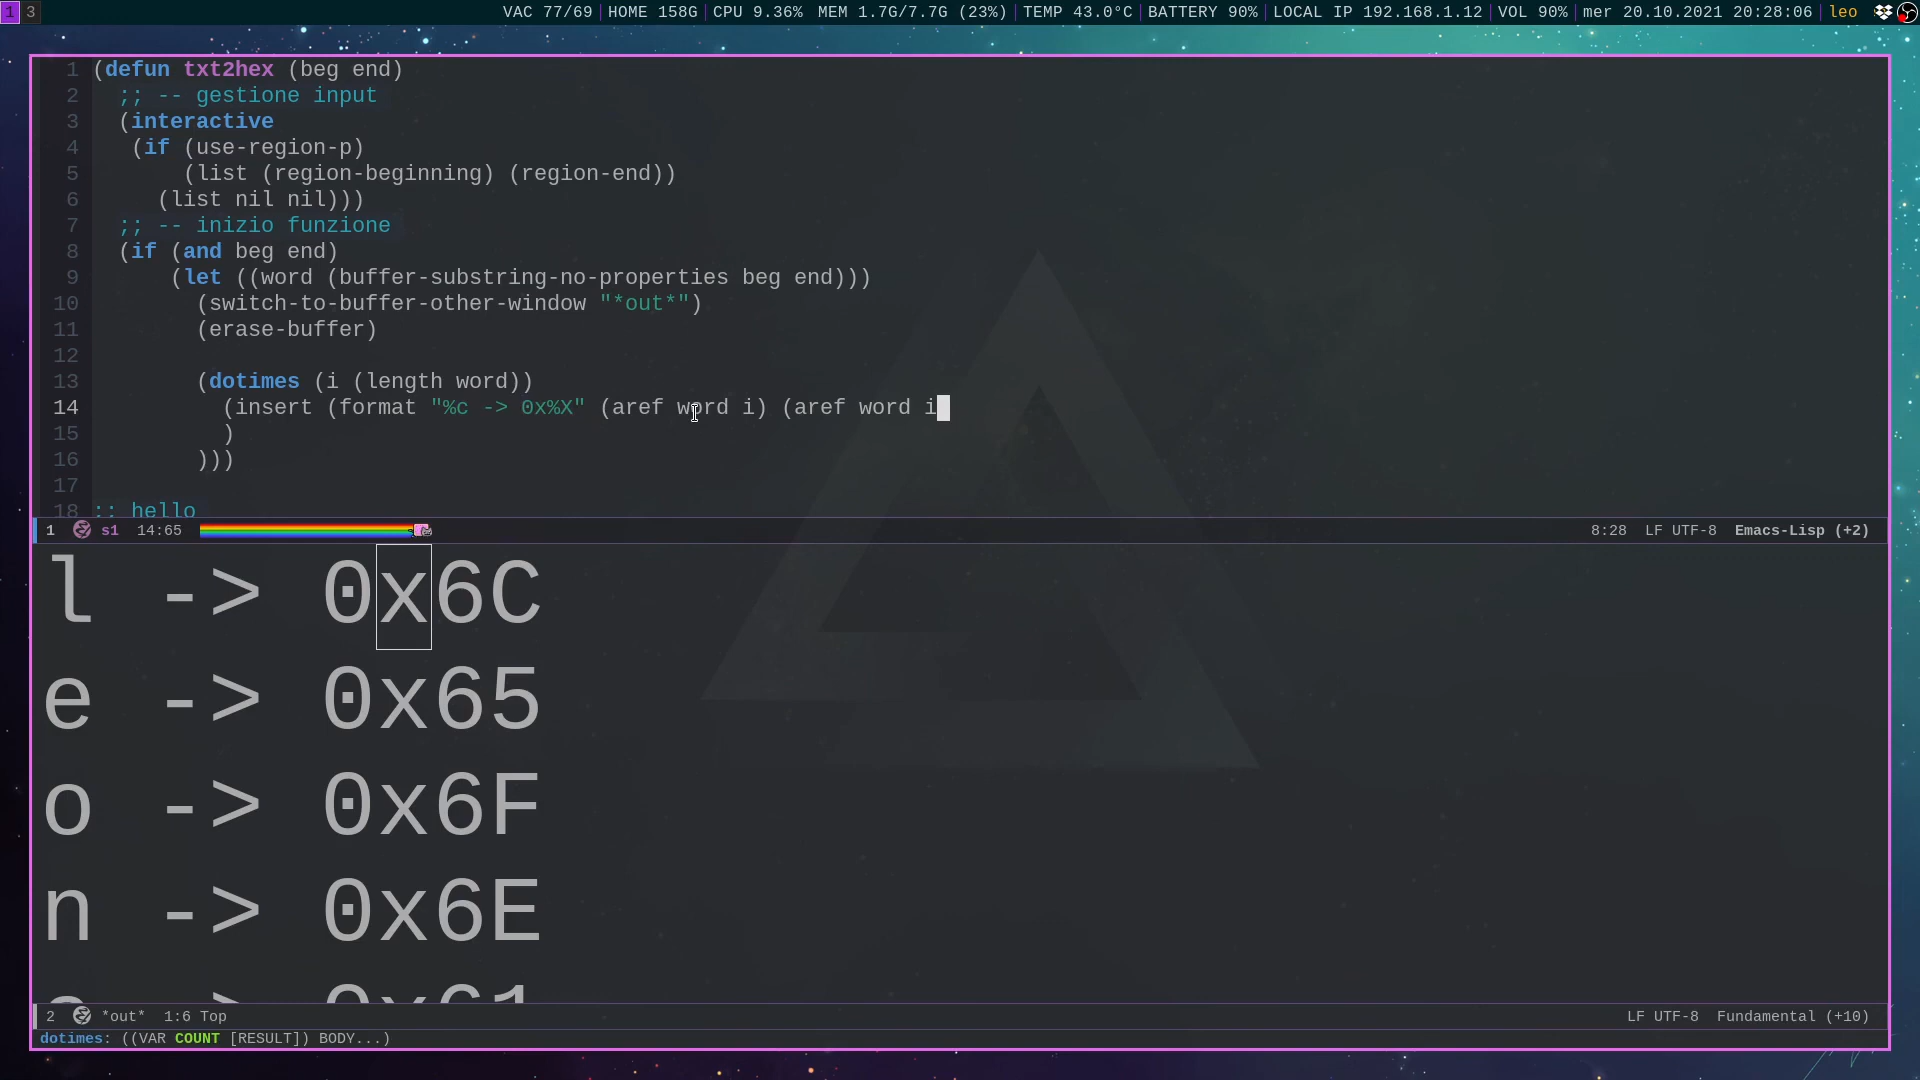 1 3 VAC 77/69 HOME 158G CPU 9.36% MEM 1.7G/7.7G (23%) TEMP 43.0°C BATTERY 90% LOCAL IP 192.168.1.12 VOL 90% mer 20.10.2021 20:28:06 leo
1 (defun txt2hex (beg end)
2   ;; -- gestione input
3   (interactive
4    (if (use-region-p)
5        (list (region-beginning) (region-end))
6      (list nil nil)))
7   ;; -- inizio funzione
8   (if (and beg end)
9       (let ((word (buffer-substring-no-properties beg end)))
10         (switch-to-buffer-other-window "*out*")
11         (erase-buffer)
12
13         (dotimes (i (length word))
14           (insert (format "%c -> 0x%X" (aref word i) (aref word i
15           )
16         )))
17
18 ;; hello
1 s1 14:65 8:28 LF UTF-8 Emacs-Lisp (+2)
l -> 0x6C
e -> 0x65
o -> 0x6F
n -> 0x6E
-> 0x61
2 *out* 1:6 Top LF UTF-8 Fundamental (+10)
dotimes: ((VAR COUNT [RESULT]) BODY...)